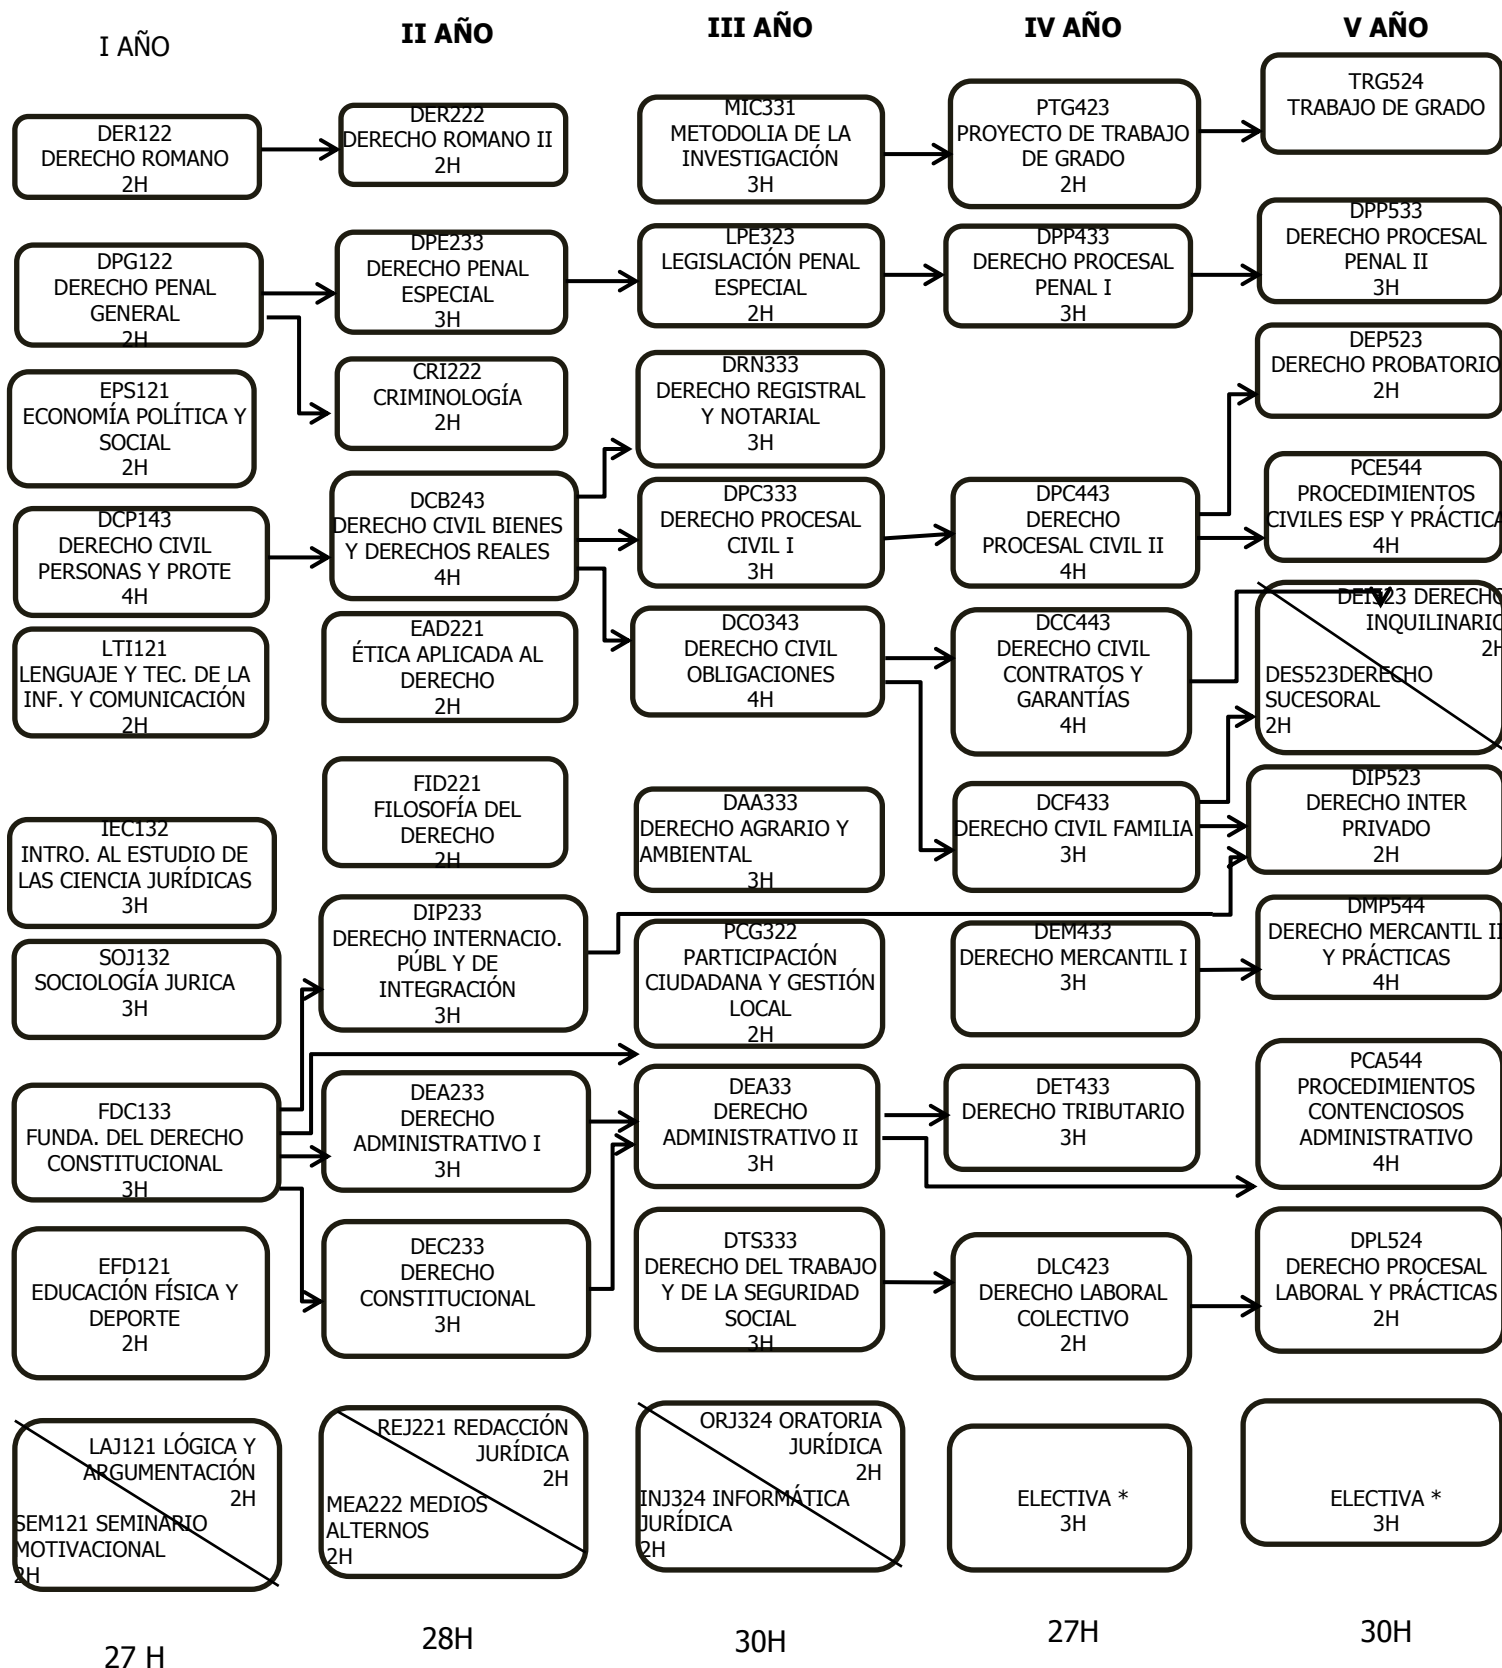 I AÑO
DER122
DERECHO ROMANO
2H
DPG122
DERECHO PENAL
GENERAL
2H
EPS121
ECONOMÍA POLÍTICA Y
SOCIAL
2H
DCP143
DERECHO CIVIL
PERSONAS Y PROTE
4H
LTI121
LENGUAJE Y TEC. DE LA
INF. Y COMUNICACIÓN
2H
IEC132
INTRO. AL ESTUDIO DE
LAS CIENCIA JURÍDICAS
3H
SOJ132
SOCIOLOGÍA JURICA
3H
FDC133
FUNDA. DEL DERECHO
CONSTITUCIONAL
3H
EFD121
EDUCACIÓN FÍSICA Y
DEPORTE
2H
LAJ121 LÓGICA Y
ARGUMENTACIÓN
2H
SEM121 SEMINARIO
MOTIVACIONAL
2H
27 H
II AÑO
DER222
DERECHO ROMANO II
2H
DPE233
DERECHO PENAL
ESPECIAL
3H
CRI222
CRIMINOLOGÍA
2H
DCB243
DERECHO CIVIL BIENES
Y DERECHOS REALES
4H
EAD221
ÉTICA APLICADA AL
DERECHO
2H
FID221
FILOSOFÍA DEL
DERECHO
2H
DIP233
DERECHO INTERNACIO.
PÚBL Y DE
INTEGRACIÓN
3H
DEA233
DERECHO
ADMINISTRATIVO I
3H
DEC233
DERECHO
CONSTITUCIONAL
3H
REJ221 REDACCIÓN
JURÍDICA
2H
MEA222 MEDIOS
ALTERNOS
2H
28H
III AÑO
MIC331
METODOLIA DE LA
INVESTIGACIÓN
3H
LPE323
LEGISLACIÓN PENAL
ESPECIAL
2H
DRN333
DERECHO REGISTRAL
Y NOTARIAL
3H
DPC333
DERECHO PROCESAL
CIVIL I
3H
DCO343
DERECHO CIVIL
OBLIGACIONES
4H
DAA333
DERECHO AGRARIO Y
AMBIENTAL
3H
PCG322
PARTICIPACIÓN
CIUDADANA Y GESTIÓN
LOCAL
2H
DEA33
DERECHO
ADMINISTRATIVO II
3H
DTS333
DERECHO DEL TRABAJO
Y DE LA SEGURIDAD
SOCIAL
3H
ORJ324 ORATORIA
JURÍDICA
2H
INJ324 INFORMÁTICA
JURÍDICA
2H
30H
IV AÑO
PTG423
PROYECTO DE TRABAJO
DE GRADO
2H
DPP433
DERECHO PROCESAL
PENAL I
3H
DPC443
DERECHO
PROCESAL CIVIL II
4H
DCC443
DERECHO CIVIL
CONTRATOS Y
GARANTÍAS
4H
DCF433
DERECHO CIVIL FAMILIA
3H
DEM433
DERECHO MERCANTIL I
3H
DET433
DERECHO TRIBUTARIO
3H
DLC423
DERECHO LABORAL
COLECTIVO
2H
ELECTIVA *
3H
27H
V AÑO
TRG524
TRABAJO DE GRADO
DPP533
DERECHO PROCESAL
PENAL II
3H
DEP523
DERECHO PROBATORIO
2H
PCE544
PROCEDIMIENTOS
CIVILES ESP Y PRÁCTICA
4H
DERECHO
INQUILINARIO
2H
DES523DERECHO
SUCESORAL
2H
DIP523
DERECHO INTER
PRIVADO
2H
DMP544
DERECHO MERCANTIL II
Y PRÁCTICAS
4H
PCA544
PROCEDIMIENTOS
CONTENCIOSOS
ADMINISTRATIVO
4H
DPL524
DERECHO PROCESAL
LABORAL Y PRÁCTICAS
2H
ELECTIVA *
3H
30H